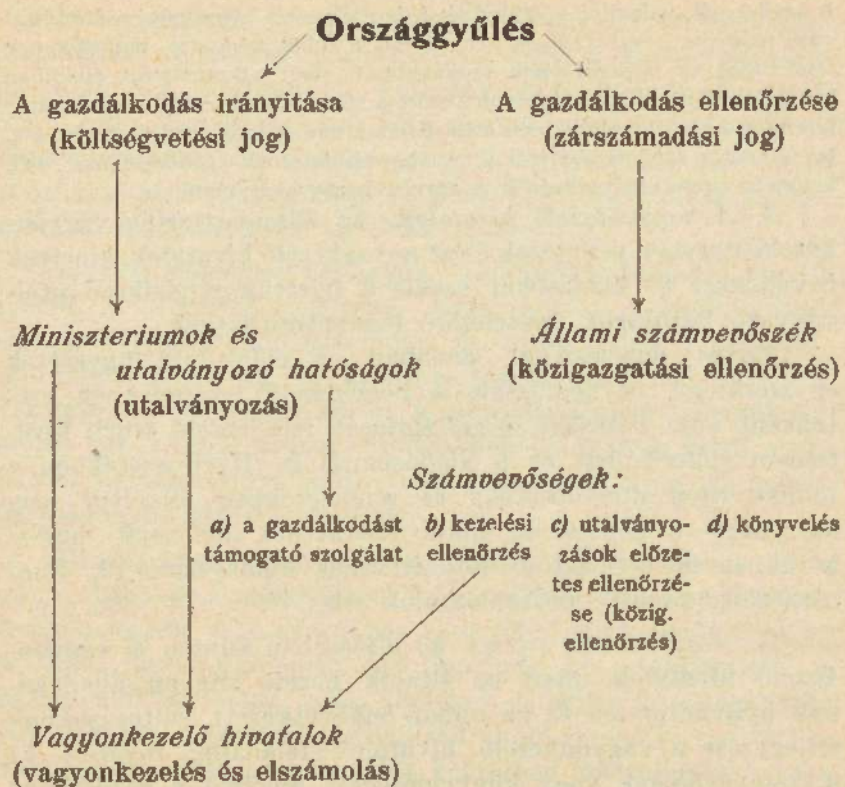 Országgyűlés
A gazdálkodás irányitása
(költségvetési jog)
A gazdálkodás ellenőrzése
(zárszámadási jog)
Miniszteriumok és
utalványozó hatóságok
(utalványozás)
Állami számvevőszék
(közigazgatási ellenőrzés)
Számvevőségek:
a) a gazdálkodást
támogató szolgálat
b) kezelési
ellenőrzés
c) utalványo-
zások előze-
tes ellenőrzé-
se (közig.
ellenőrzés)
d) könyvelés
Vagyonkezelő hivatalok
(vagyonkezelés és elszámolás)